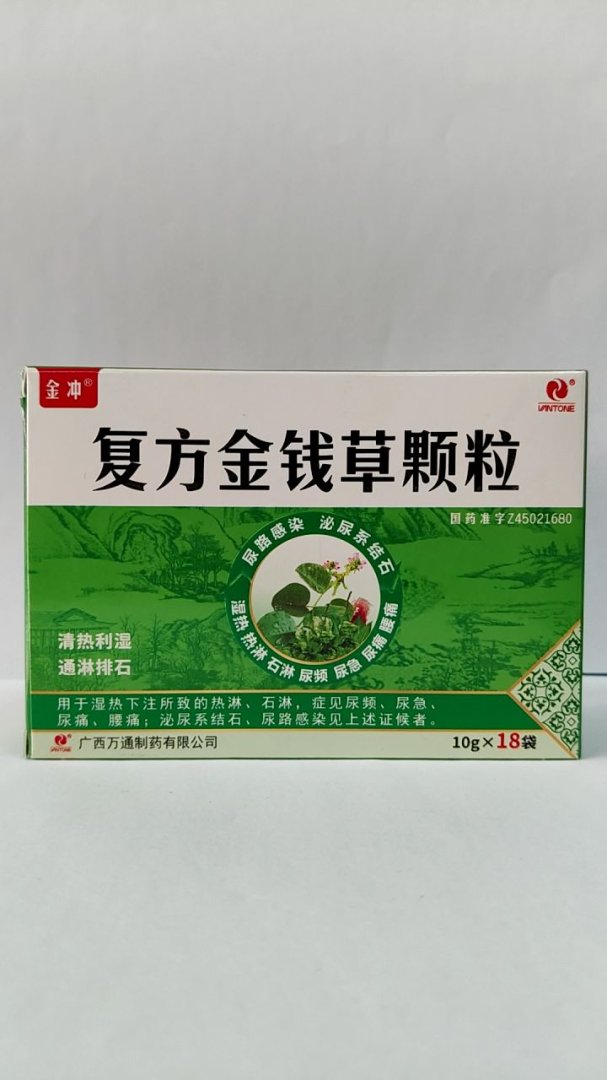 金冲®
VANTONE®
复方金钱草颗粒
国药准字Z45021680
尿路感染 泌尿系结石
湿热 热淋 石淋 尿频 尿急 尿痛 腰痛
清热利湿
通淋排石
用于湿热下注所致的热淋、石淋，症见尿频、尿急、
尿痛、腰痛；泌尿系结石、尿路感染见上述证候者。
VANTONE 广西万通制药有限公司
10g×18袋